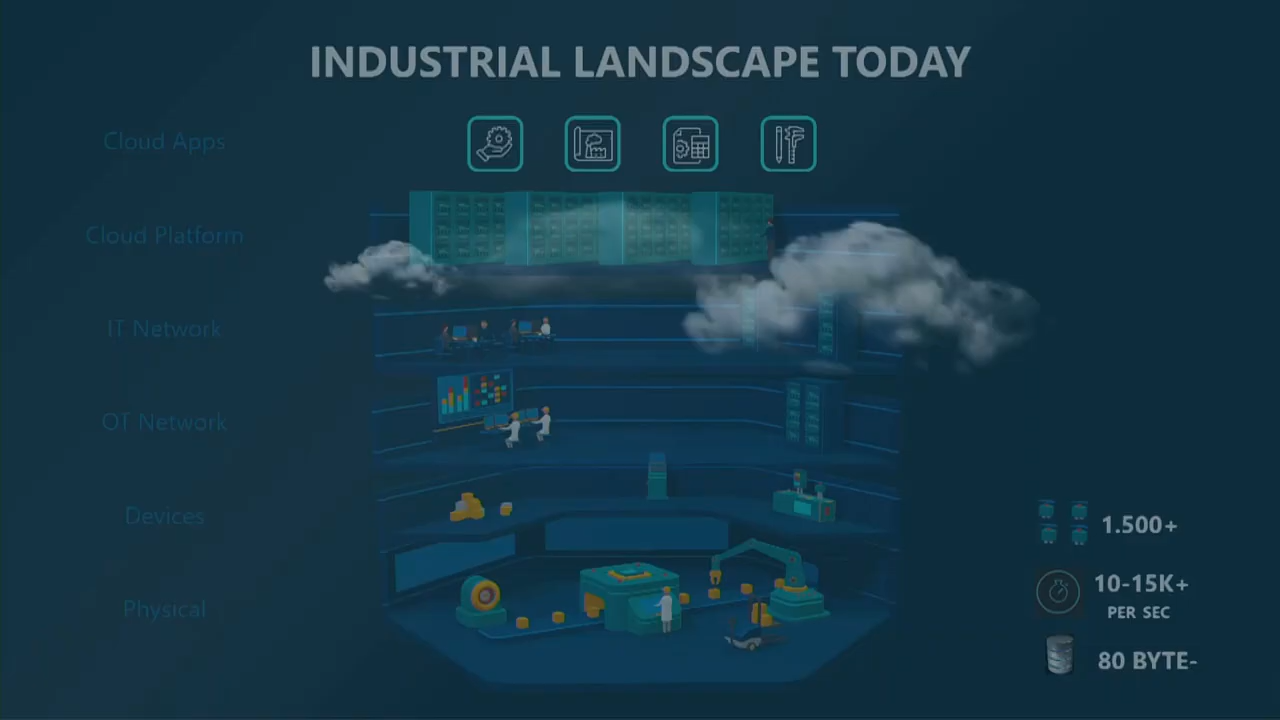 INDUSTRIAL LANDSCAPE TODAY
Cloud Apps
Cloud Platform
IT Network
OT Network
Devices
Physical
1.500+
10-15K+
PER SEC
80 BYTE-